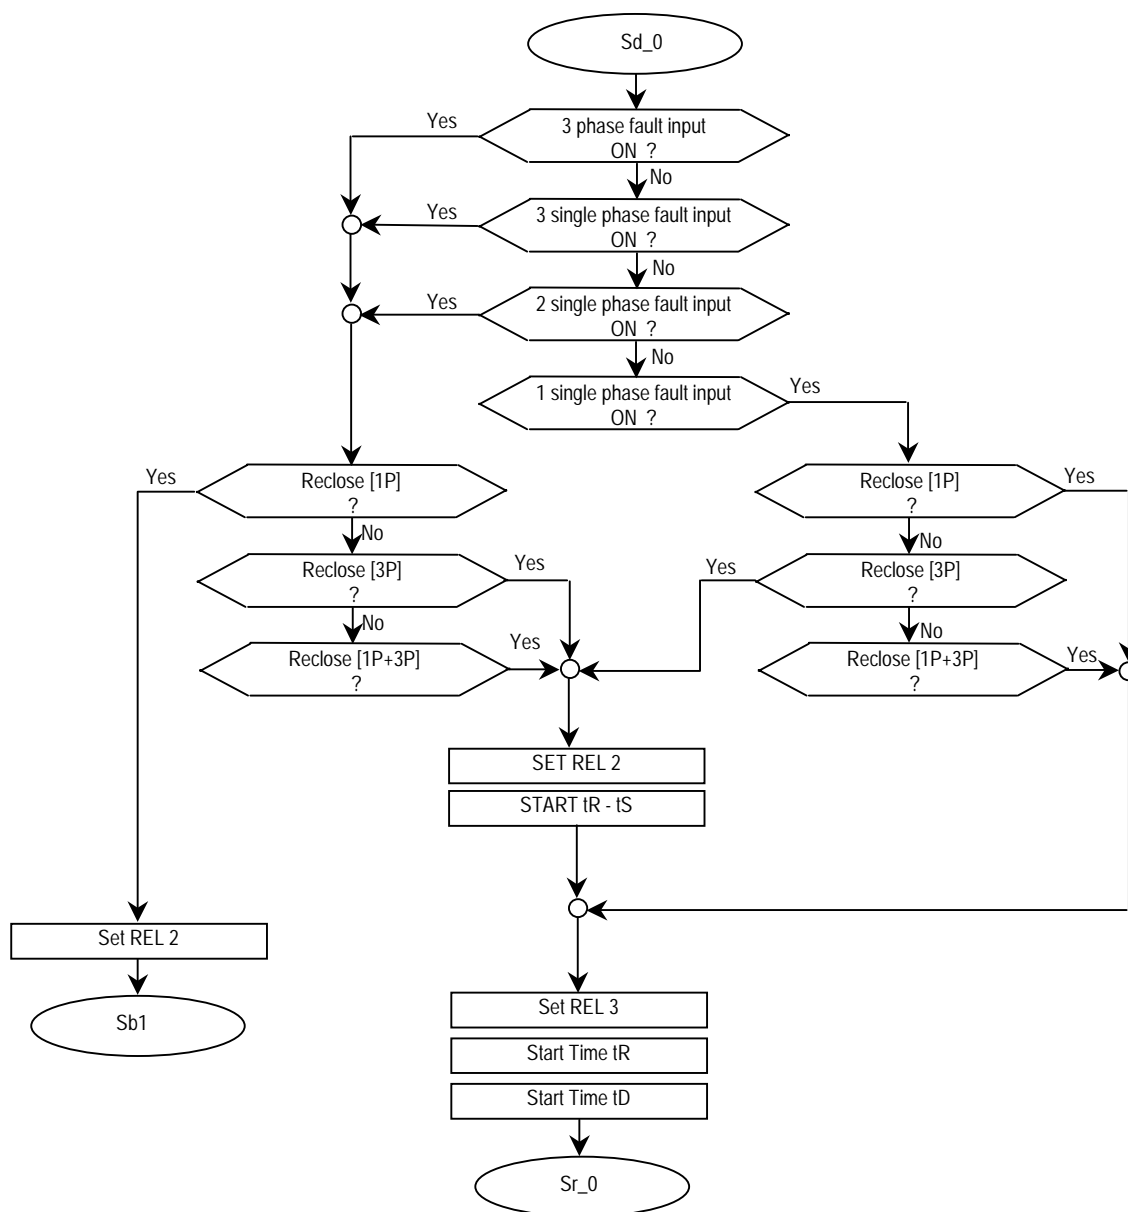 Sd_0
Yes
3 phase fault input
ON ?
No
Yes
3 single phase fault input
ON ?
No
Yes
2 single phase fault input
ON ?
No
1 single phase fault input
ON ?
Yes
Yes
Reclose [1P]
?
No
Reclose [3P]
?
Yes
No
Reclose [1P+3P]
?
Yes
Reclose [1P]
?
Yes
No
Yes
Reclose [3P]
?
No
Reclose [1P+3P]
?
Yes
SET REL 2
START tR - tS
Set REL 2
Sb1
Set REL 3
Start Time tR
Start Time tD
Sr_0